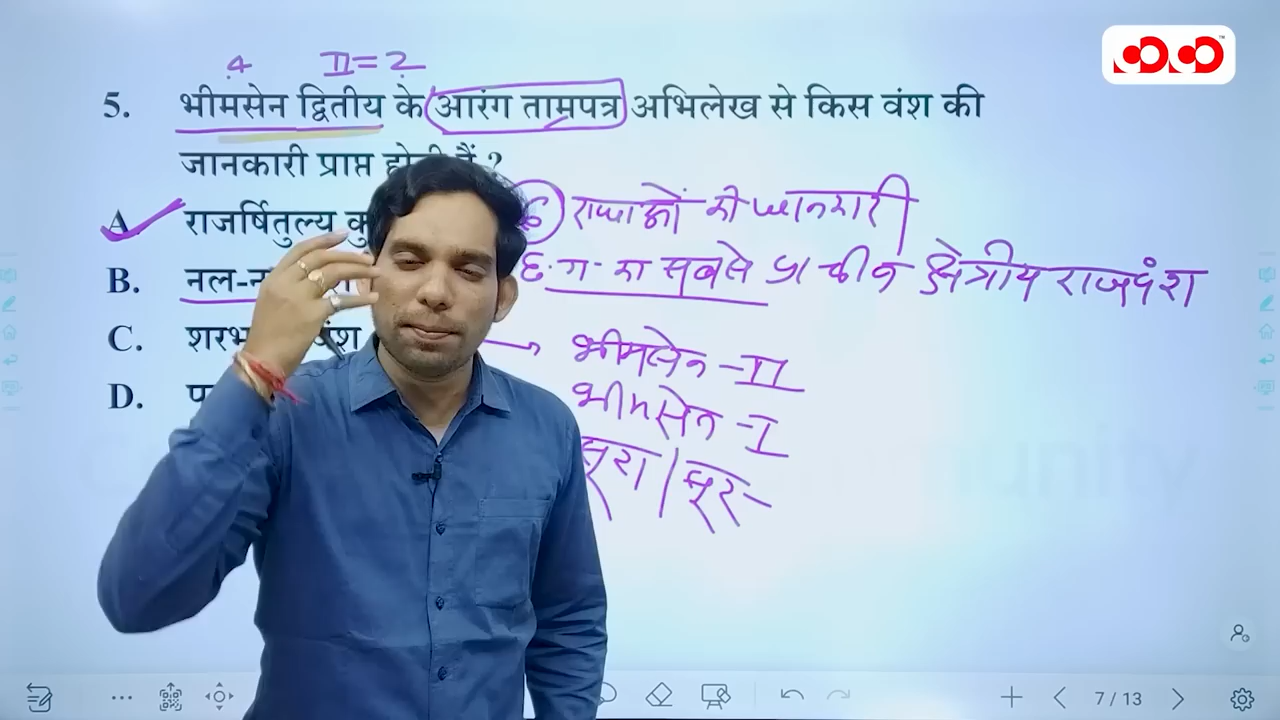 4 II=2
5. भीमसेन द्वितीय के आरंग ताम्रपत्र अभिलेख से किस वंश की
जानकारी प्राप्त होती हैं ?
A राजर्षितुल्य
6 राजाओं की जानकारी
B. नल-
छ.ग. का सबसे प्राचीन क्षेत्रीय राजवंश
C.
भीमसेन -II
D.
भीमसेन -I
7 / 13